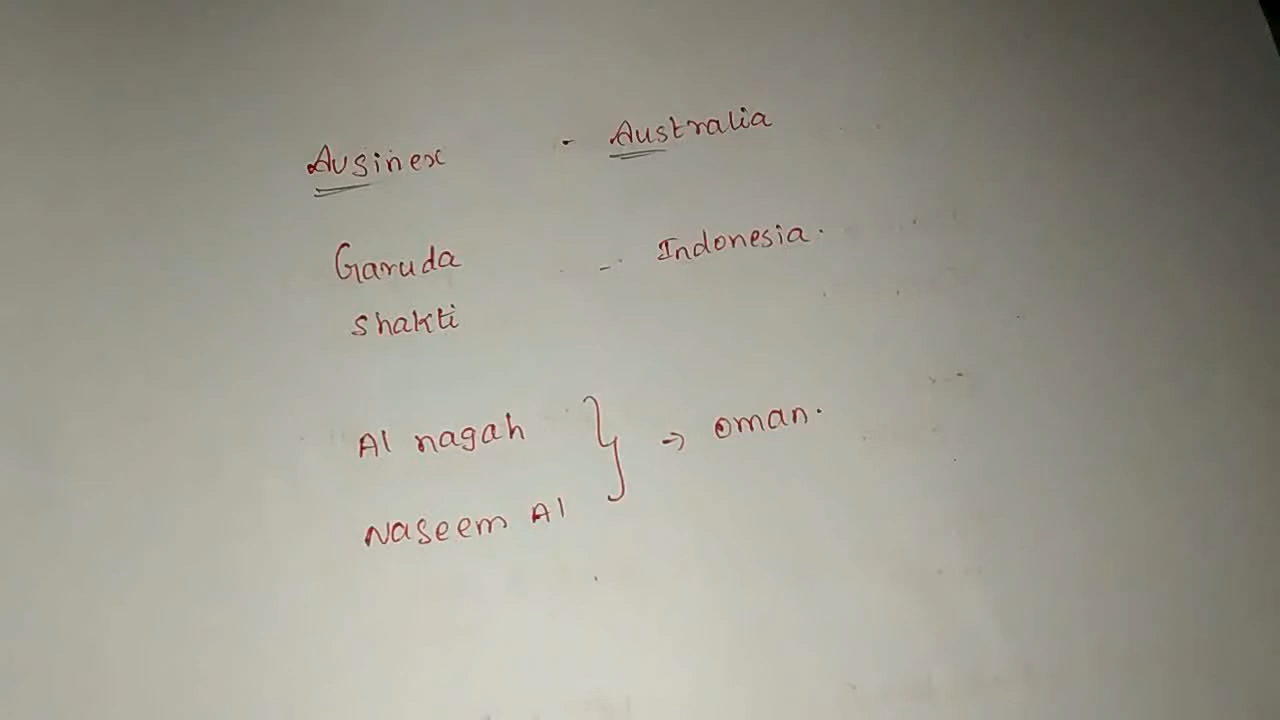 Ausinex - Australia
Garuda - Indonesia.
Shakti
Al nagah
→ Oman.
Naseem Al